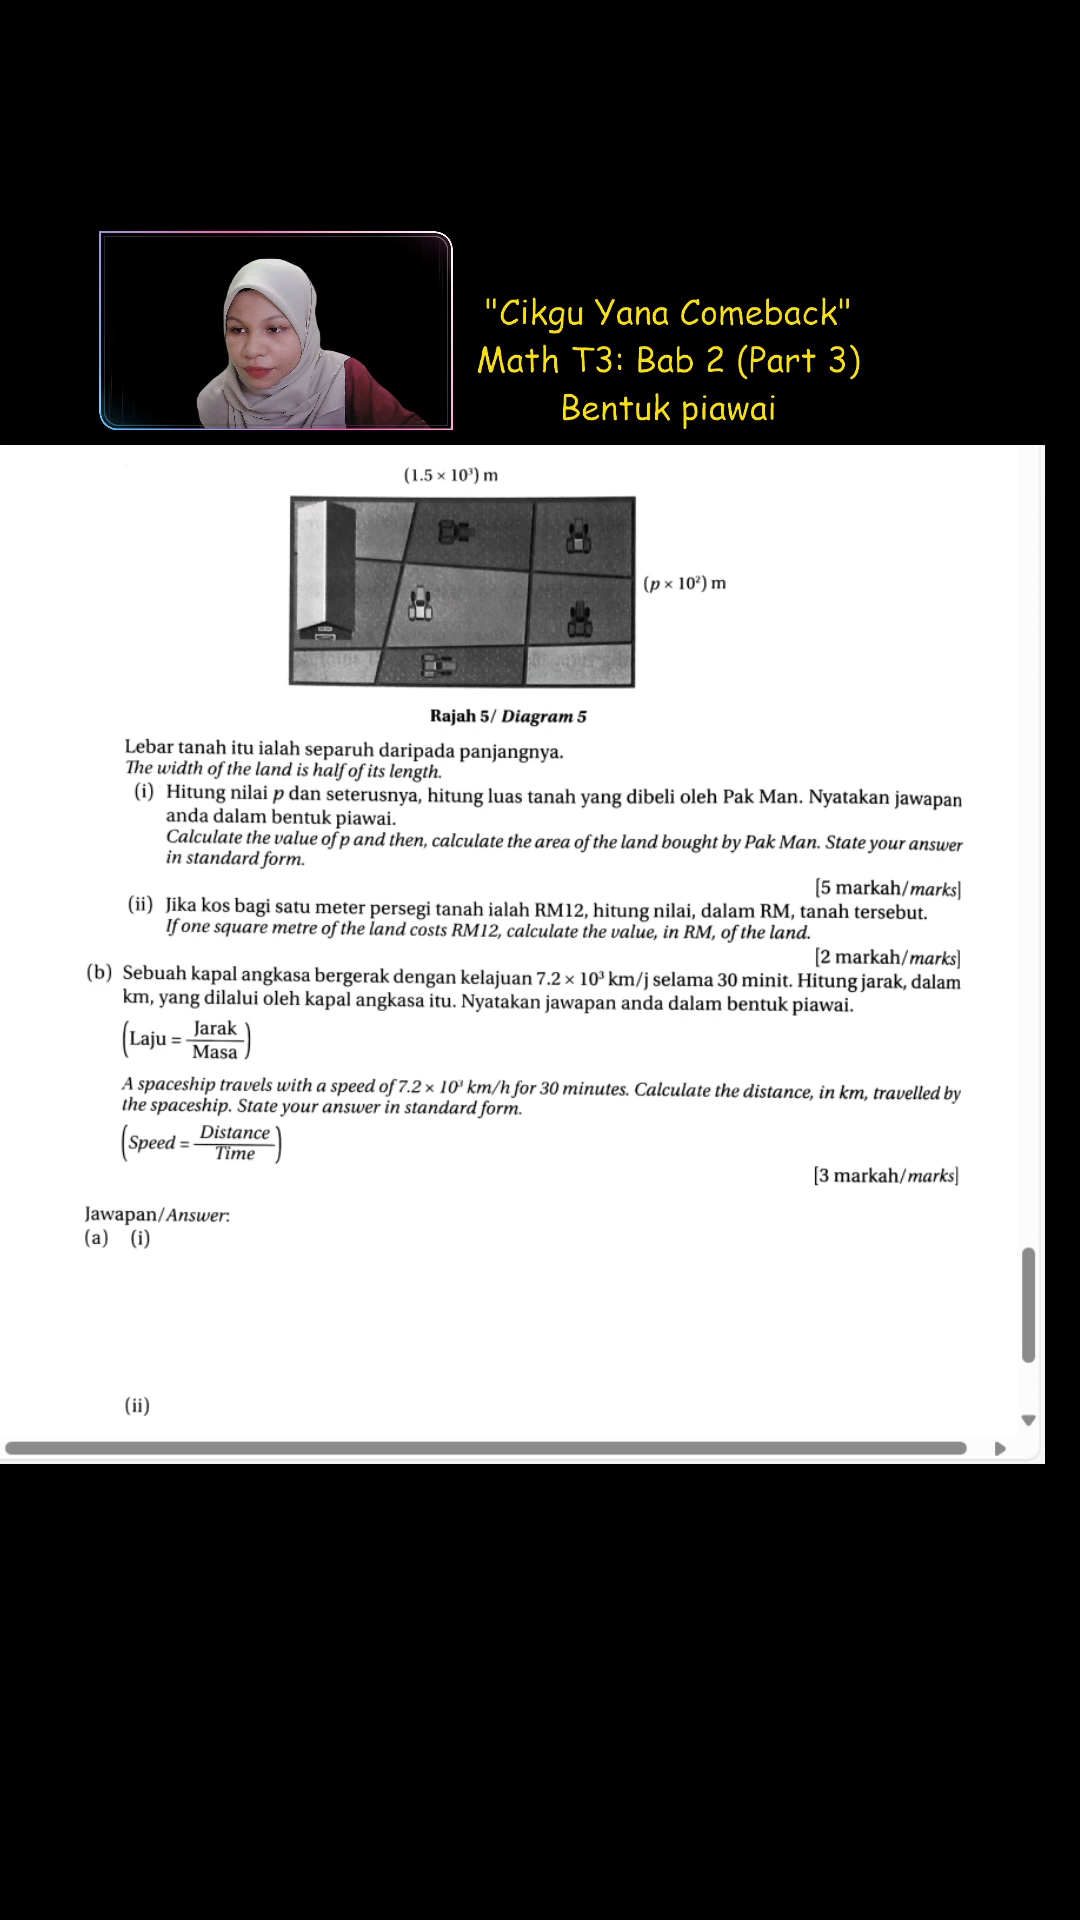 "Cikgu Yana Comeback"
Math T3: Bab 2 (Part 3)
Bentuk piawai
(1.5 × 10³) m
(p × 10²) m
Rajah 5/ Diagram 5
Lebar tanah itu ialah separuh daripada panjangnya.
The width of the land is half of its length.
(i) Hitung nilai p dan seterusnya, hitung luas tanah yang dibeli oleh Pak Man. Nyatakan jawapan
anda dalam bentuk piawai.
Calculate the value of p and then, calculate the area of the land bought by Pak Man. State your answer
in standard form.
[5 markah/marks]
(ii) Jika kos bagi satu meter persegi tanah ialah RM12, hitung nilai, dalam RM, tanah tersebut.
If one square metre of the land costs RM12, calculate the value, in RM, of the land.
[2 markah/marks]
(b) Sebuah kapal angkasa bergerak dengan kelajuan 7.2 × 10³ km/j selama 30 minit. Hitung jarak, dalam
km, yang dilalui oleh kapal angkasa itu. Nyatakan jawapan anda dalam bentuk piawai.
(Laju = Jarak/Masa)
A spaceship travels with a speed of 7.2 × 10³ km/h for 30 minutes. Calculate the distance, in km, travelled by
the spaceship. State your answer in standard form.
(Speed = Distance/Time)
[3 markah/marks]
Jawapan/Answer:
(a) (i)
(ii)